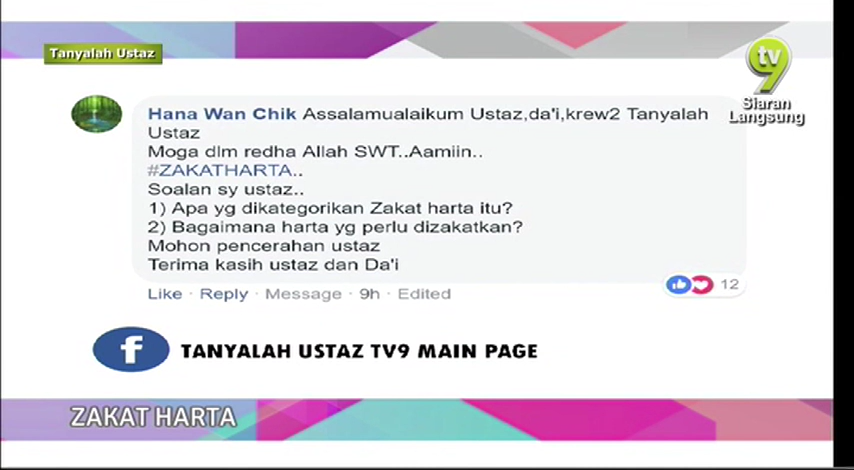 Tanyalah Ustaz
tv
9
Siaran
Langsung
Hana Wan Chik Assalamualaikum Ustaz,da'i,krew2 Tanyalah
Ustaz
Moga dlm redha Allah SWT..Aamiin..
#ZAKATHARTA..
Soalan sy ustaz..
1) Apa yg dikategorikan Zakat harta itu?
2) Bagaimana harta yg perlu dizakatkan?
Mohon pencerahan ustaz
Terima kasih ustaz dan Da'i
12
Like · Reply · Message · 9h · Edited
f TANYALAH USTAZ TV9 MAIN PAGE
ZAKAT HARTA